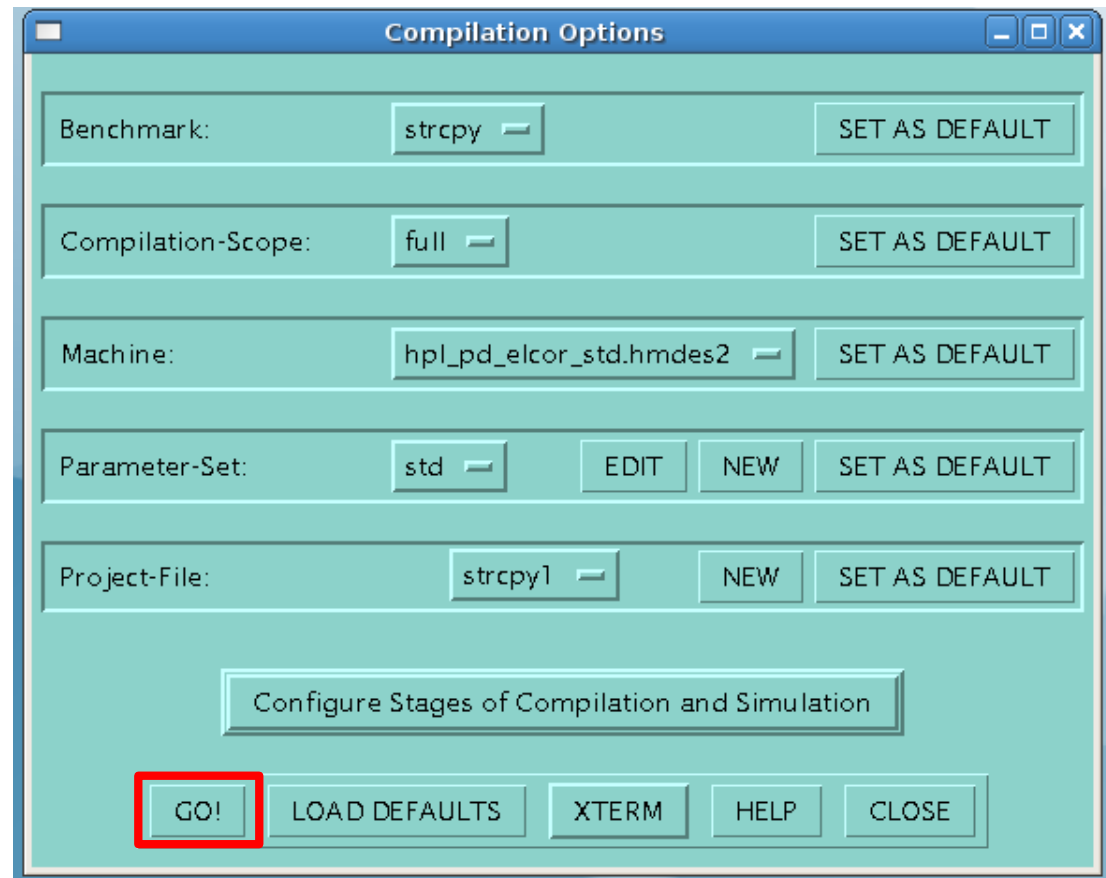 Compilation Options
Benchmark: strcpy SET AS DEFAULT
Compilation-Scope: full SET AS DEFAULT
Machine: hpl_pd_elcor_std.hmdes2 SET AS DEFAULT
Parameter-Set: std EDIT NEW SET AS DEFAULT
Project-File: strcpy1 NEW SET AS DEFAULT
Configure Stages of Compilation and Simulation
GO! LOAD DEFAULTS XTERM HELP CLOSE